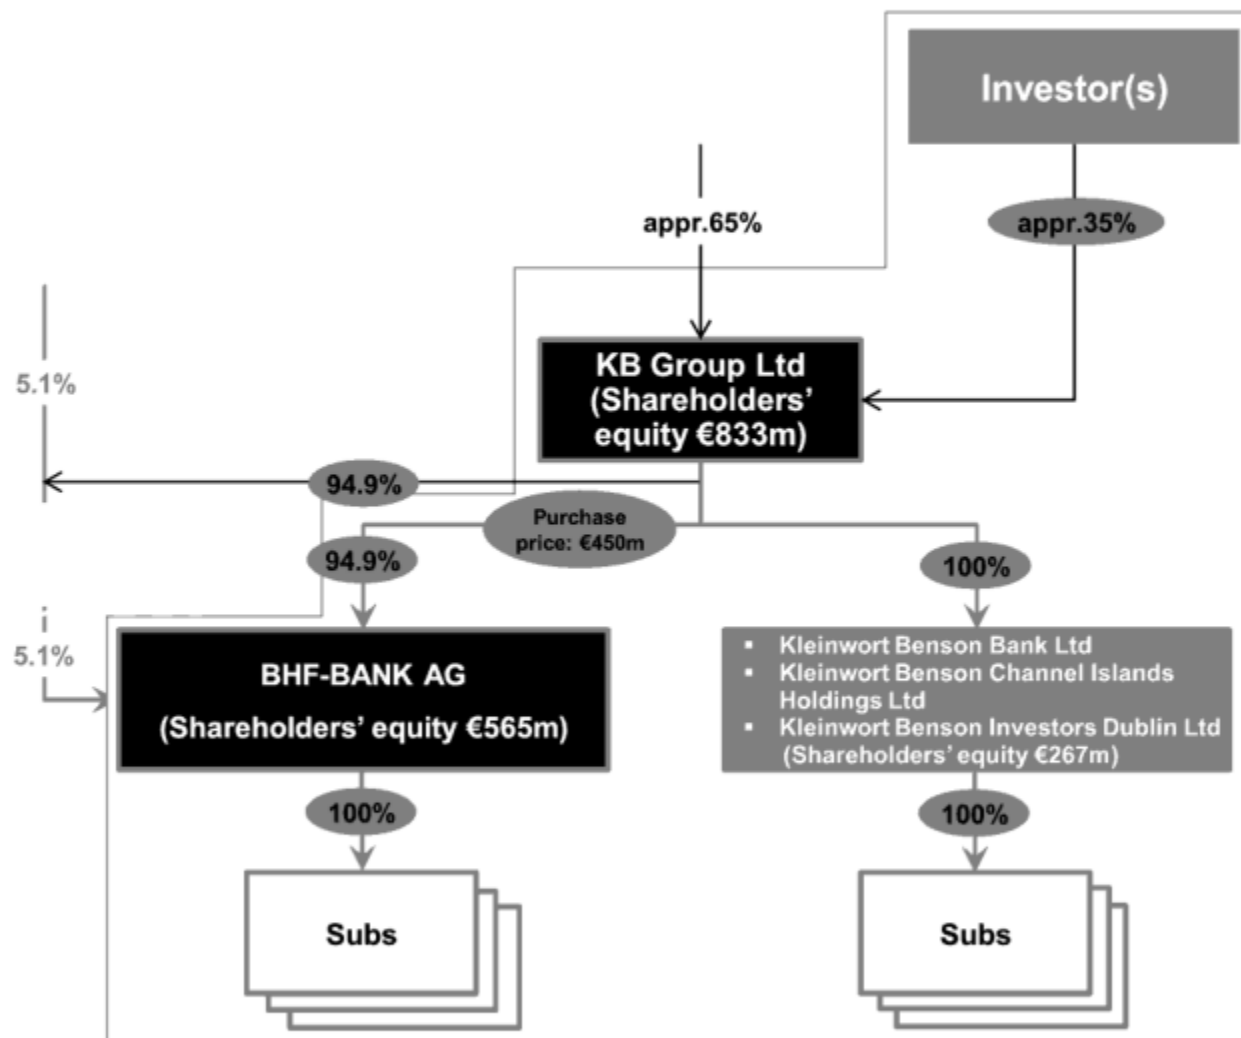 Investor(s)
appr.65%
appr.35%
KB Group Ltd
(Shareholders’
equity €833m)
5.1%
94.9%
Purchase
price: €450m
94.9%
100%
i
5.1%
BHF-BANK AG
(Shareholders’ equity €565m)
▪ Kleinwort Benson Bank Ltd
▪ Kleinwort Benson Channel Islands
Holdings Ltd
▪ Kleinwort Benson Investors Dublin Ltd
(Shareholders’ equity €267m)
100%
100%
Subs
Subs